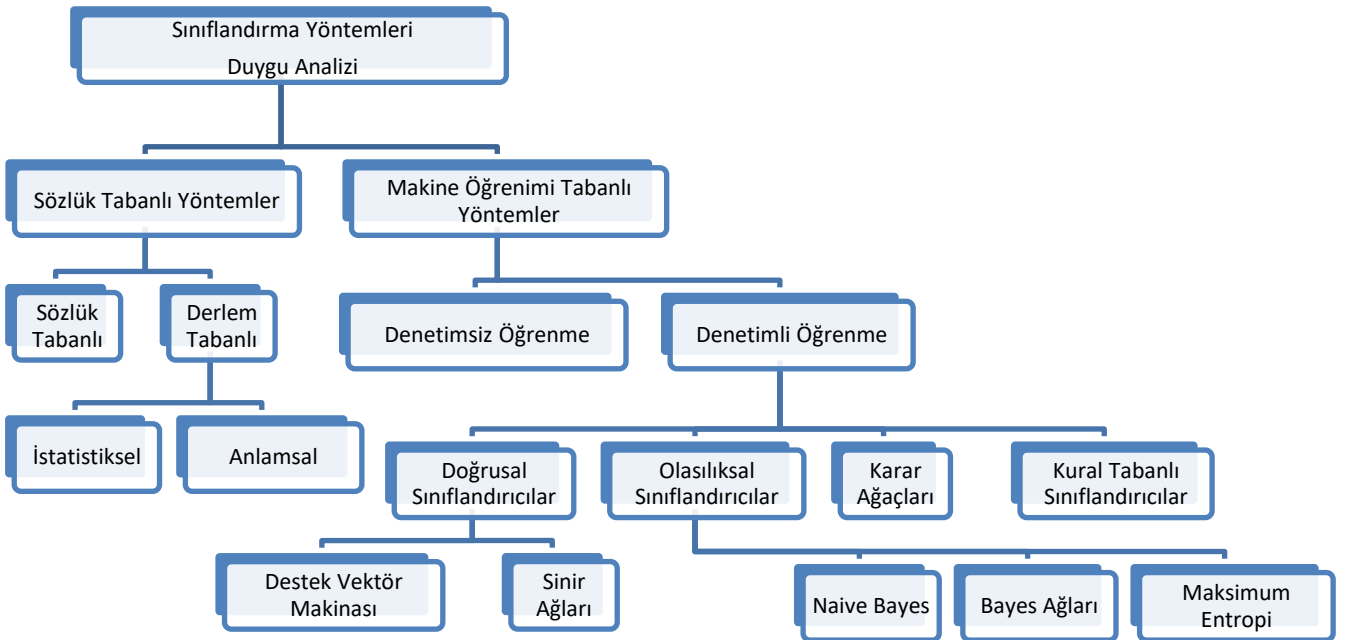 Sınıflandırma Yöntemleri
Duygu Analizi
Sözlük Tabanlı Yöntemler
Makine Öğrenimi Tabanlı
Yöntemler
Sözlük
Tabanlı
Derlem
Tabanlı
Denetimsiz Öğrenme
Denetimli Öğrenme
İstatistiksel
Anlamsal
Doğrusal
Sınıflandırıcılar
Olasılıksal
Sınıflandırıcılar
Karar
Ağaçları
Kural Tabanlı
Sınıflandırıcılar
Destek Vektör
Makinası
Sinir
Ağları
Naive Bayes
Bayes Ağları
Maksimum
Entropi